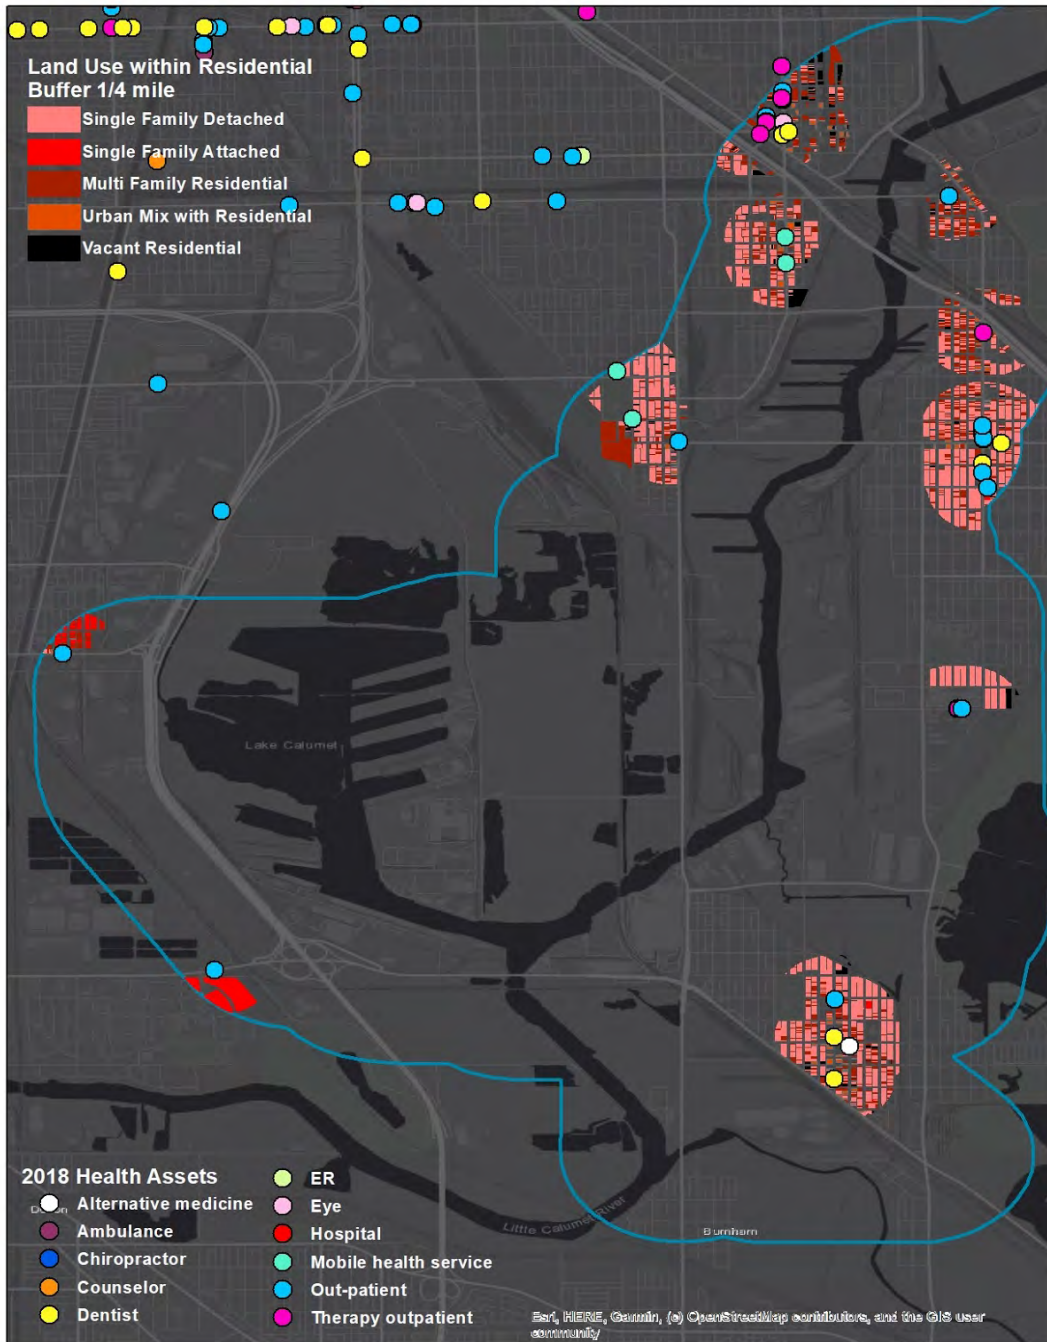 Land Use within Residential
Buffer 1/4 mile
Single Family Detached
Single Family Attached
Multi Family Residential
Urban Mix with Residential
Vacant Residential
Lake Calumet
2018 Health Assets
Alternative medicine
Ambulance
Chiropractor
Counselor
Dentist
ER
Eye
Hospital
Mobile health service
Out-patient
Therapy outpatient
Little Calumet River
Burnham
Esri, HERE, Garmin, (c) OpenStreetMap contributors, and the GIS user
community